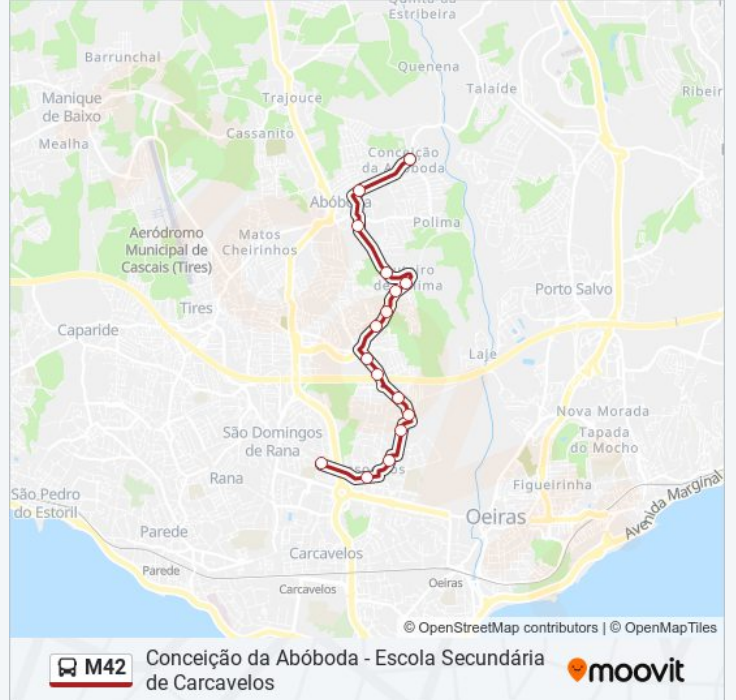 Quinta do
Estribeira
Barrunchal
Quenena
Talaíde
Manique
de Baixo
Trajouce
Ribeir
Mealha
Cassanito
Conceição
da Abóboda
Abóboda
Polima
Aeródromo
Municipal de
Cascais (Tires)
Matos
Cheirinhos
Porto Salvo
Tires
Caparide
Laje
Nova Morada
Tapada
do Mocho
São Domingos
de Rana
Rana
Figueirinha
São Pedro
do Estoril
Oeiras
Avenida Marginal
Parede
Carcavelos
Parede
Carcavelos
Oeiras
© OpenStreetMap contributors | © OpenMapTiles
M42
Conceição da Abóboda - Escola Secundária
de Carcavelos
moovit